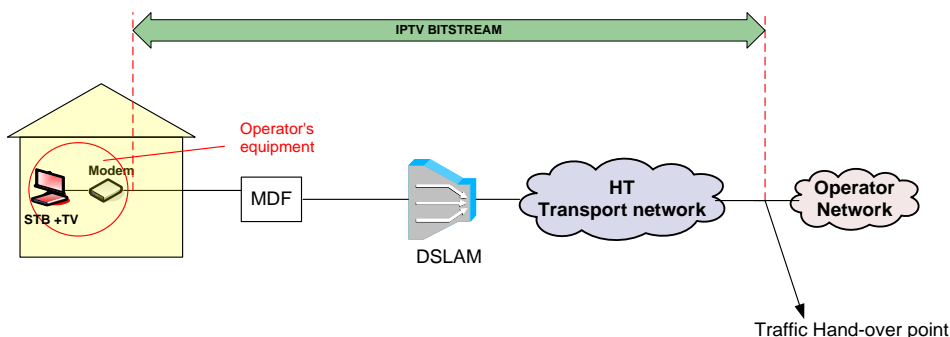 IPTV BITSTREAM
Operator's
equipment
Modem
STB +TV
MDF
DSLAM
HT
Transport network
Operator
Network
Traffic Hand-over point